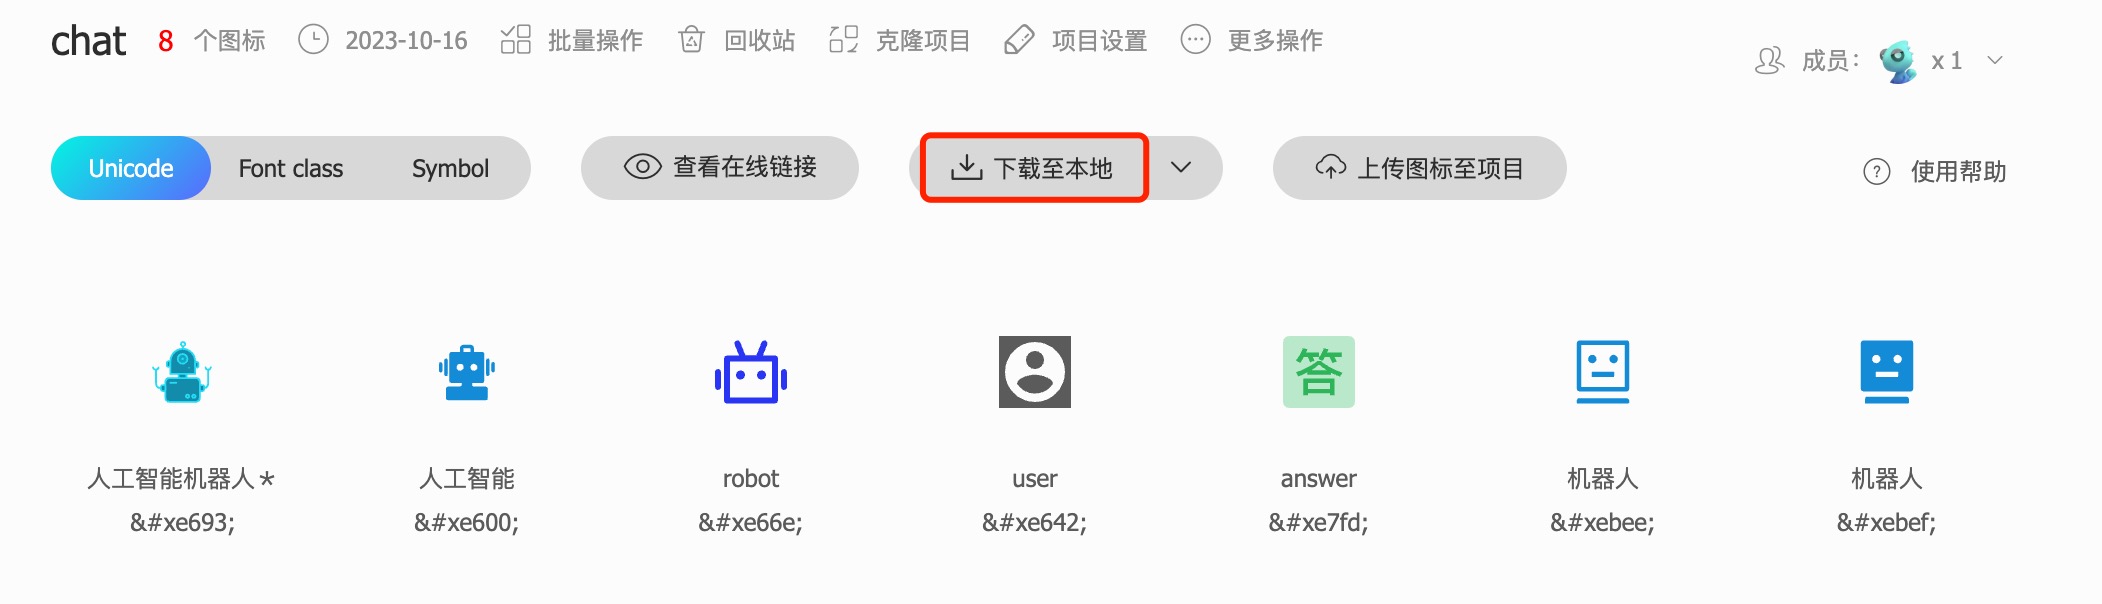 chat 8 个图标 2023-10-16 批量操作 回收站 克隆项目 项目设置 更多操作
成员： x 1
Unicode Font class Symbol 查看在线链接 下载至本地 上传图标至项目 使用帮助
答
人工智能机器人* 人工智能 robot user answer 机器人 机器人
&#xe693; &#xe600; &#xe66e; &#xe642; &#xe7fd; &#xebee; &#xebef;